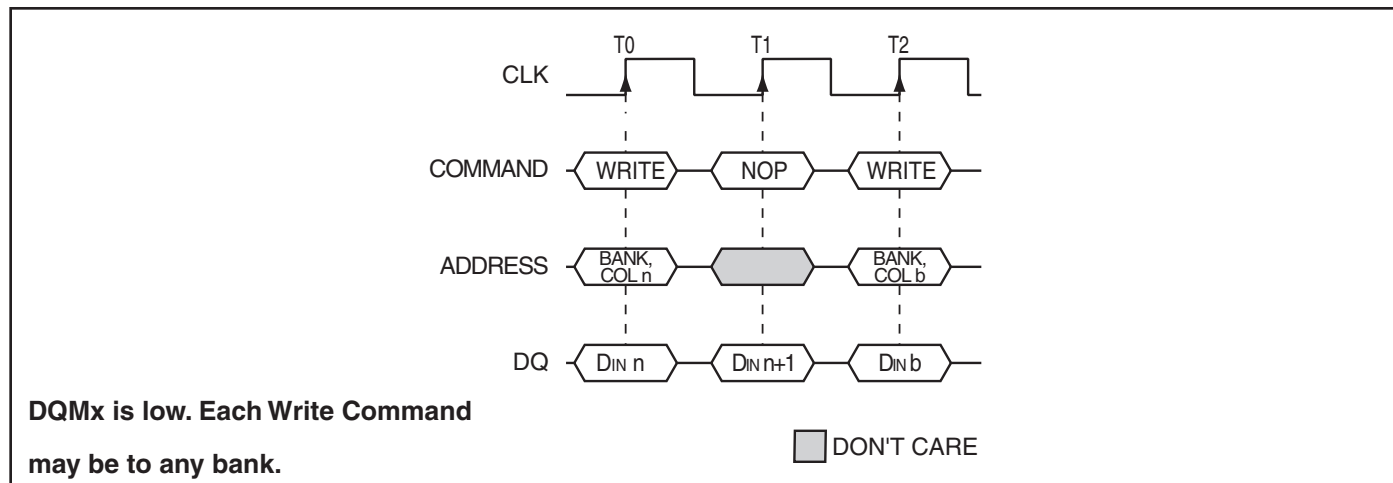 T0 T1 T2
CLK
COMMAND WRITE NOP WRITE
ADDRESS BANK, COL n BANK, COL b
DQ DIN n DIN n+1 DIN b
DQMx is low. Each Write Command
may be to any bank.
DON'T CARE